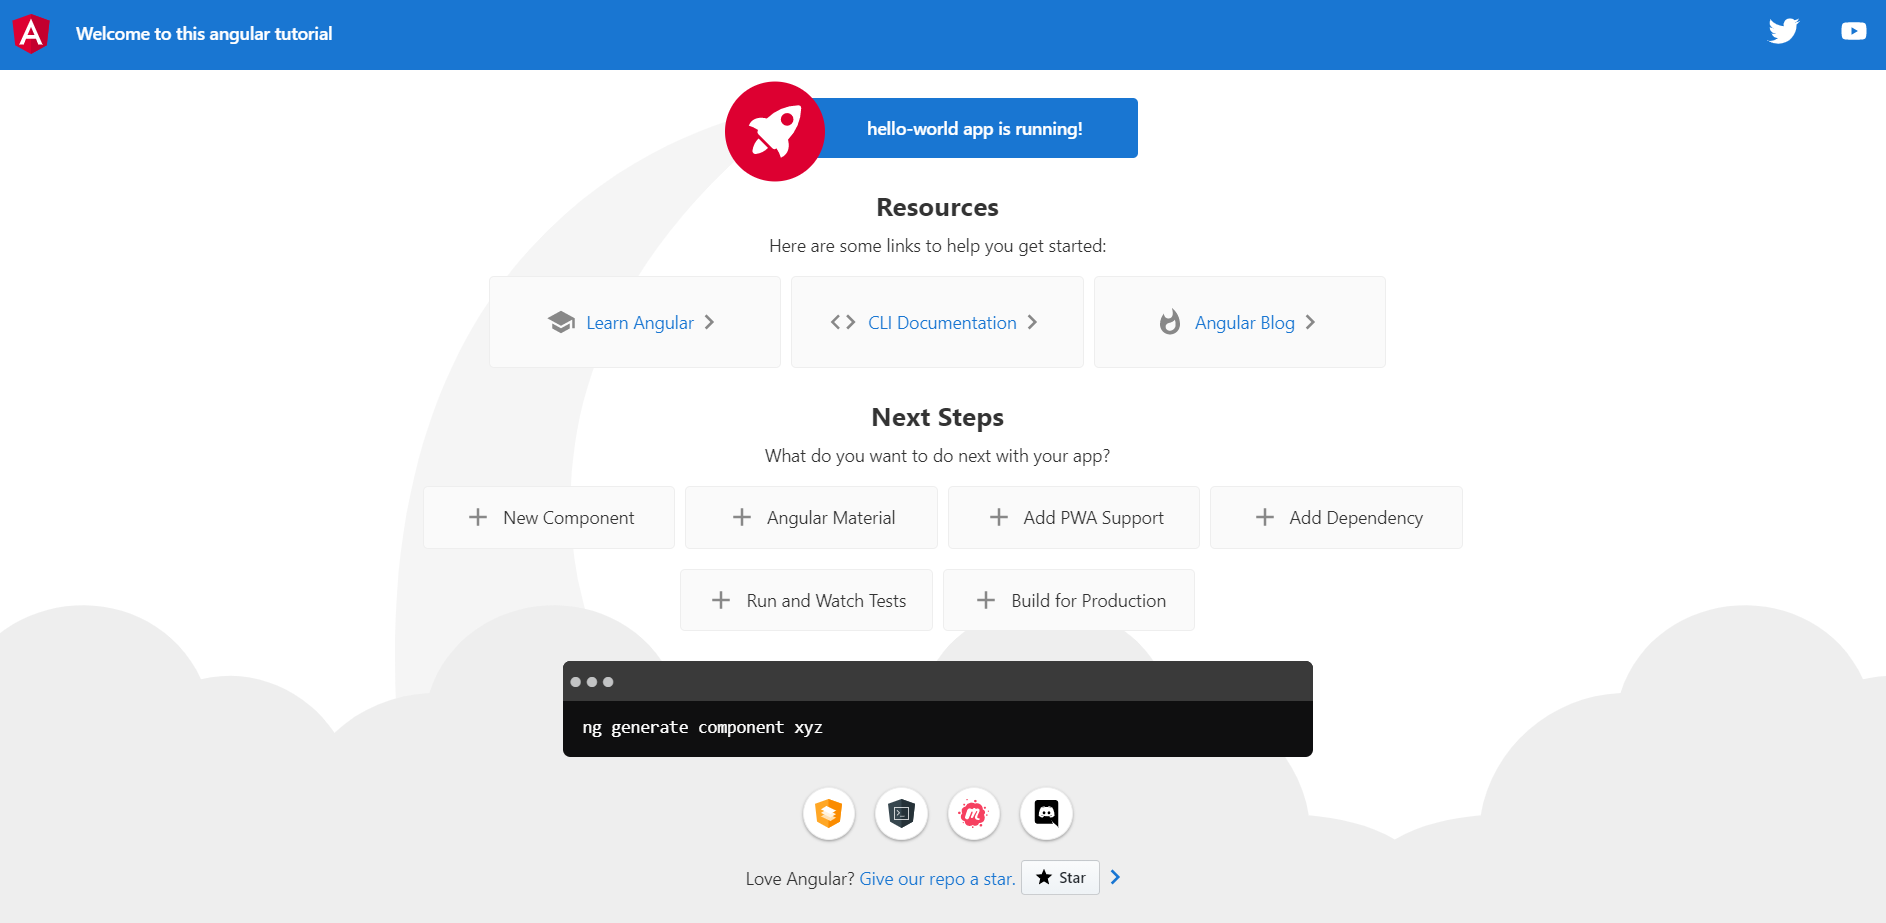 Welcome to this angular tutorial
hello-world app is running!
Resources
Here are some links to help you get started:
Learn Angular
CLI Documentation
Angular Blog
Next Steps
What do you want to do next with your app?
New Component
Angular Material
Add PWA Support
Add Dependency
Run and Watch Tests
Build for Production
ng generate component xyz
Love Angular? Give our repo a star. Star